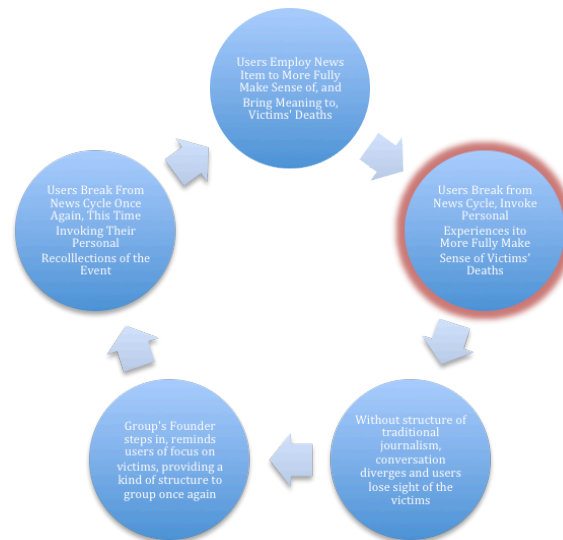 Users Employ News
Item to More Fully
Make Sense of, and
Bring Meaning to,
Victims' Deaths
Users Break from
News Cycle, Invoke
Personal
Experiences ito
More Fully Make
Sense of Victims'
Deaths
Without structure of
traditional
journalism,
conversation
diverges and users
lose sight of the
victims
Group's Founder
steps in, reminds
users of focus on
victims, providing a
kind of structure to
group once again
Users Break From
News Cycle Once
Again, This Time
Invoking Their
Personal
Recolllections of the
Event